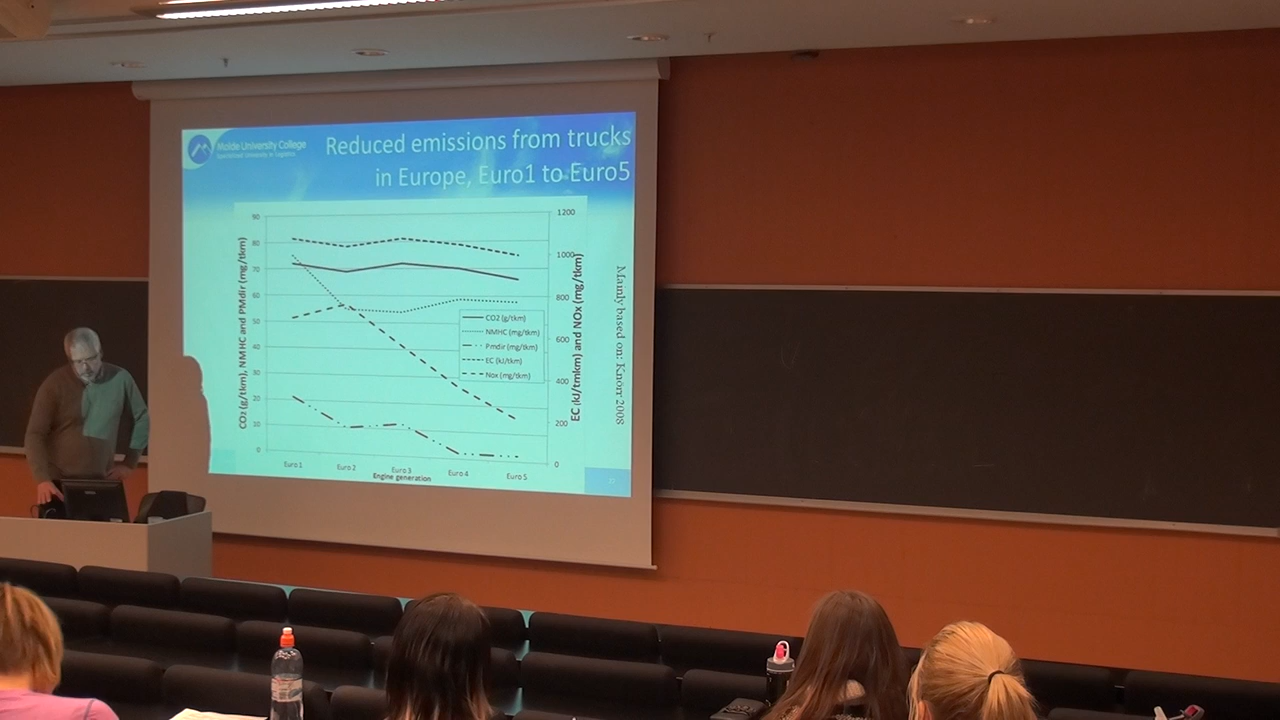 Molde University College
Specialized University in Logistics
Reduced emissions from trucks
in Europe, Euro1 to Euro5
90
80
70
60
50
40
30
20
10
0
CO2 (g/tkm), NMHC and PMdir (mg/tkm)
1200
1000
800
600
400
200
0
EC (kJ/tmkm) and NOx (mg/tkm)
CO2 (g/tkm)
NMHC (mg/tkm)
Pmdir (mg/tkm)
EC (kJ/tkm)
Nox (mg/tkm)
Euro 1
Euro 2
Euro 3
Euro 4
Euro 5
Engine generation
Mainly based on: Knörr 2008